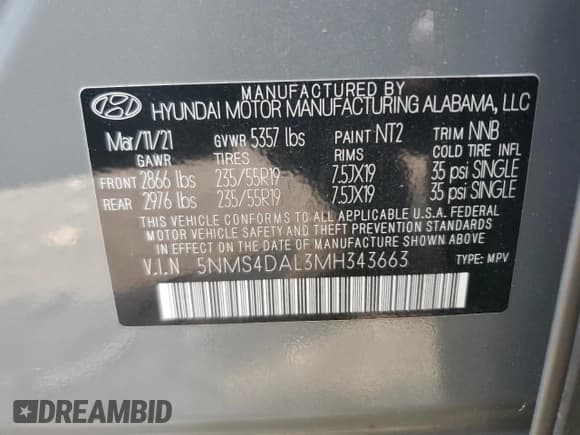 MANUFACTURED BY
HYUNDAI MOTOR MANUFACTURING ALABAMA, LLC
Mar/11/21 GVWR 5357 lbs PAINT NT2 TRIM NNB
GAWR TIRES RIMS COLD TIRE INFL
FRONT 2866 lbs 235/55R19 7.5JX19 35 psi SINGLE
REAR 2976 lbs 235/55R19 7.5JX19 35 psi SINGLE
THIS VEHICLE CONFORMS TO ALL APPLICABLE U.S.A. FEDERAL
MOTOR VEHICLE SAFETY AND THEFT PREVENTION STANDARDS
IN EFFECT ON THE DATE OF MANUFACTURE SHOWN ABOVE.
V.I.N 5NMS4DAL3MH343663 TYPE: MPV
DREAMBID